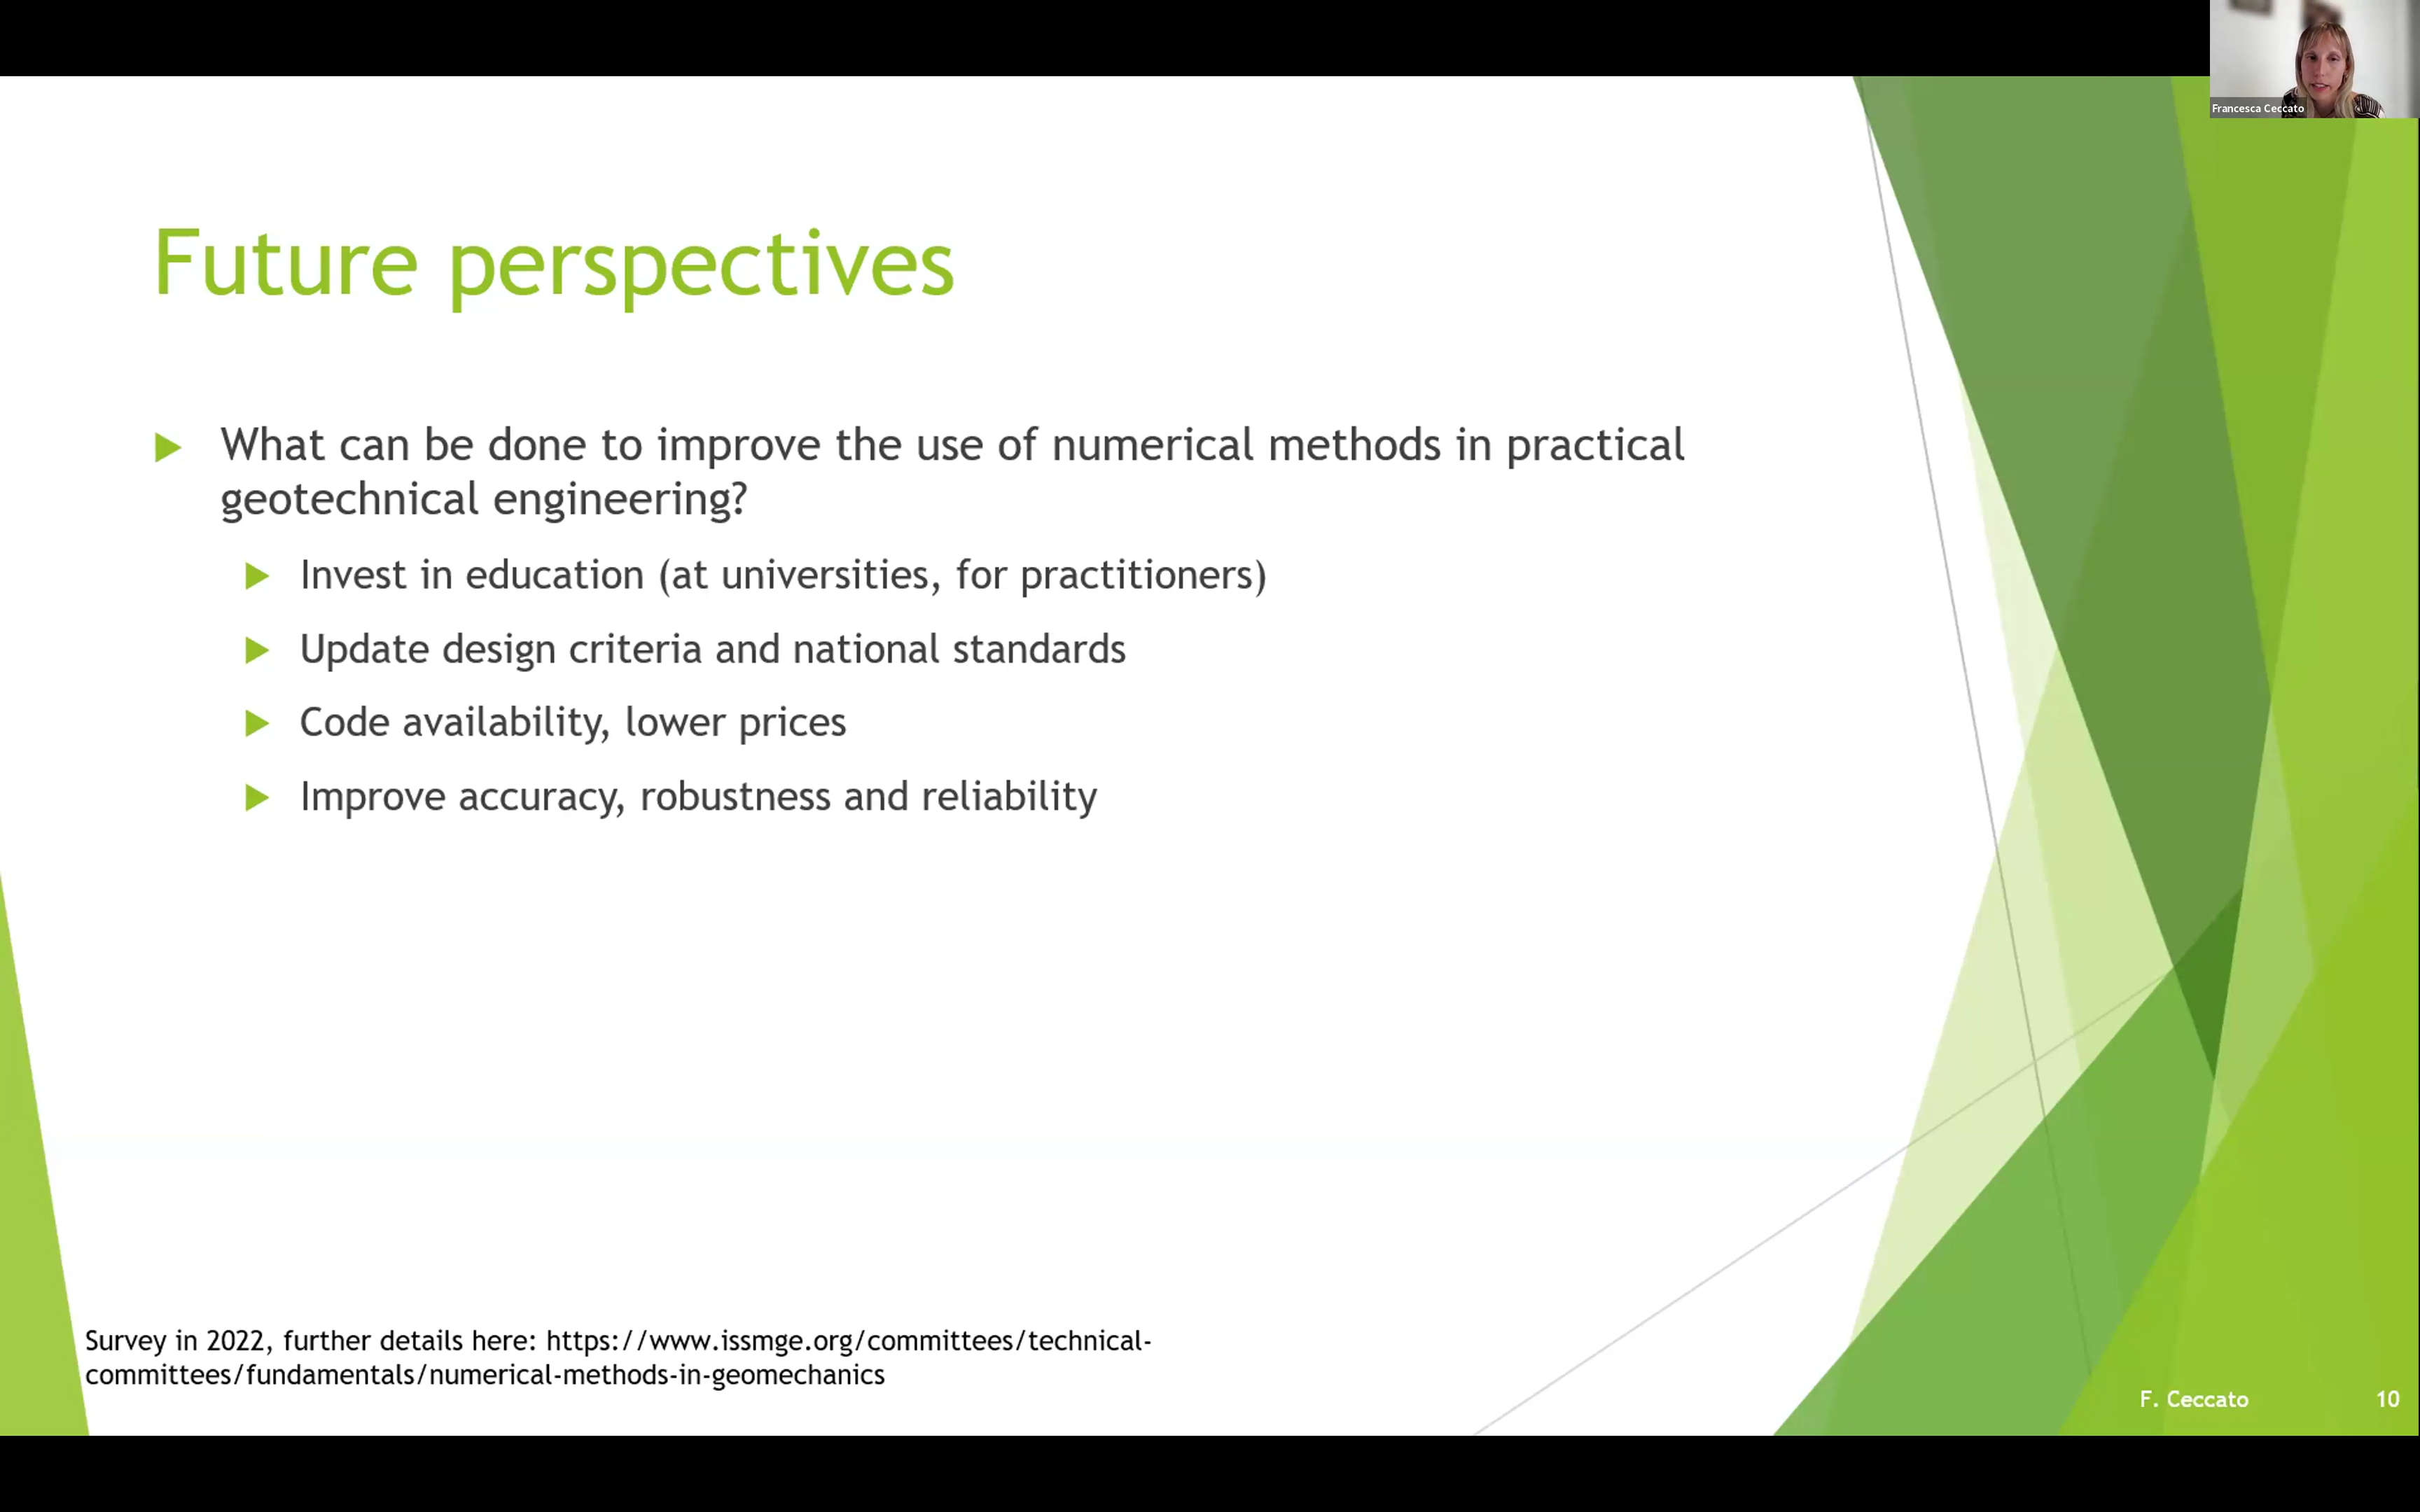 Francesca Ceccato
Future perspectives
What can be done to improve the use of numerical methods in practical
geotechnical engineering?
Invest in education (at universities, for practitioners)
Update design criteria and national standards
Code availability, lower prices
Improve accuracy, robustness and reliability
Survey in 2022, further details here: https://www.issmge.org/committees/technical-
committees/fundamentals/numerical-methods-in-geomechanics
F. Ceccato
10